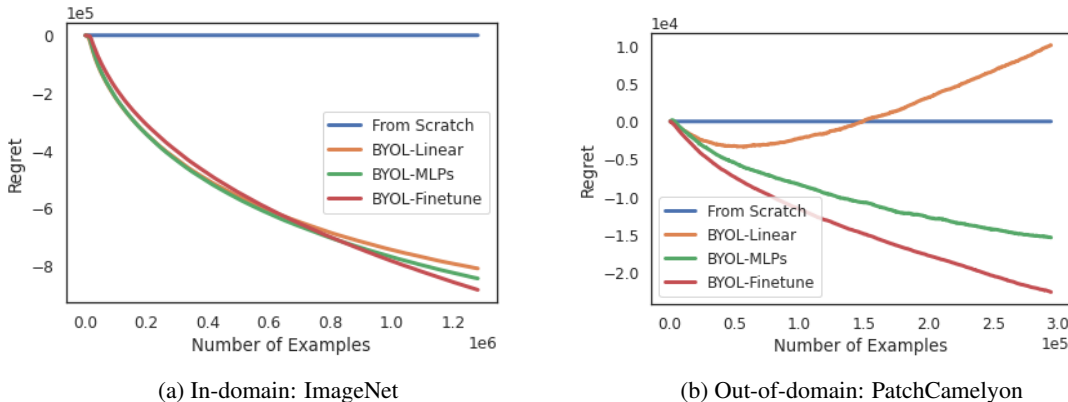 1e5
0
−2
−4
−6
−8
Regret
From Scratch
BYOL-Linear
BYOL-MLPs
BYOL-Finetune
0.0 0.2 0.4 0.6 0.8 1.0 1.2
1e6
Number of Examples
(a) In-domain: ImageNet
1e4
1.0
0.5
0.0
−0.5
−1.0
−1.5
−2.0
Regret
From Scratch
BYOL-Linear
BYOL-MLPs
BYOL-Finetune
0.0 0.5 1.0 1.5 2.0 2.5 3.0
1e5
Number of Examples
(b) Out-of-domain: PatchCamelyon